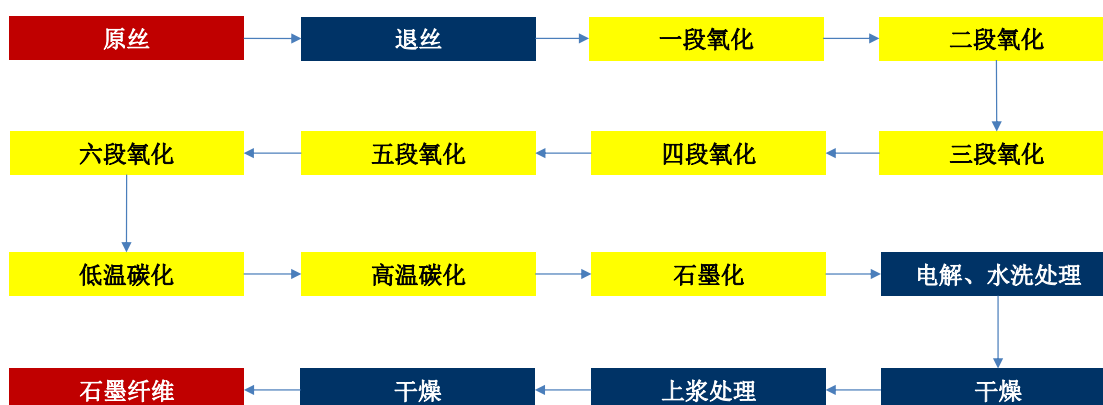 原丝
退丝
一段氧化
二段氧化
三段氧化
四段氧化
五段氧化
六段氧化
低温碳化
高温碳化
石墨化
电解、水洗处理
干燥
上浆处理
干燥
石墨纤维